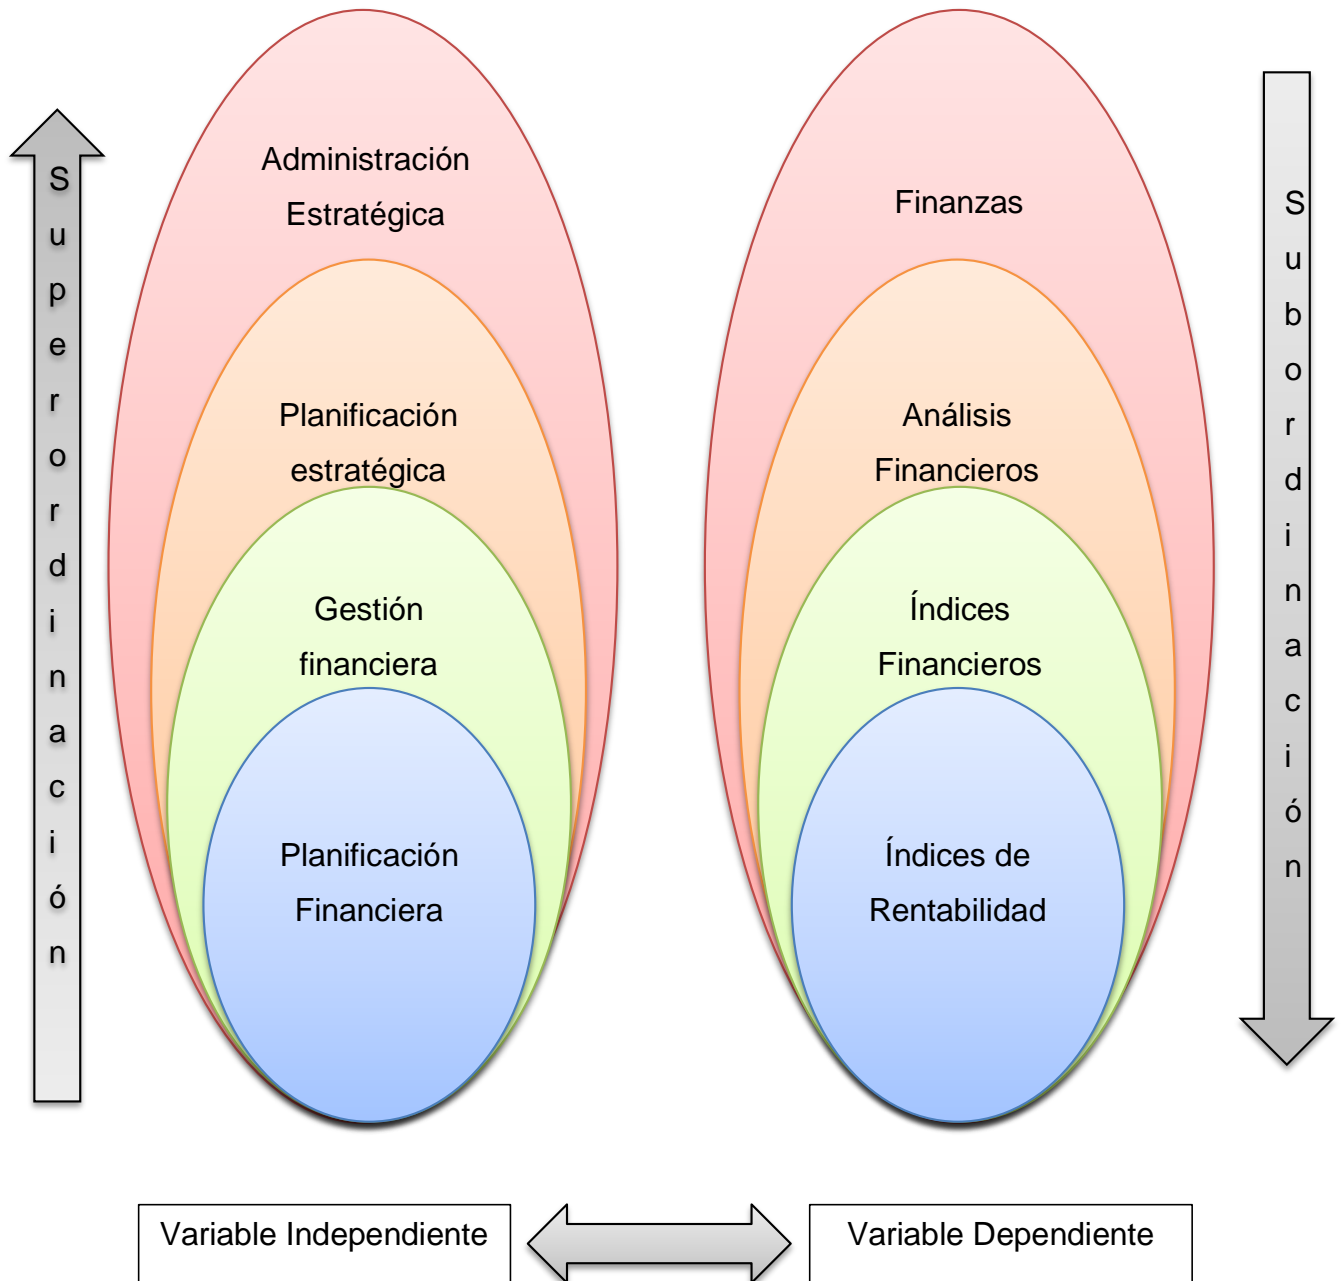 Superordinación
Administración
Estratégica
Planificación
estratégica
Gestión
financiera
Planificación
Financiera
Finanzas
Análisis
Financieros
Índices
Financieros
Índices de
Rentabilidad
Subordinación
Variable Independiente
Variable Dependiente